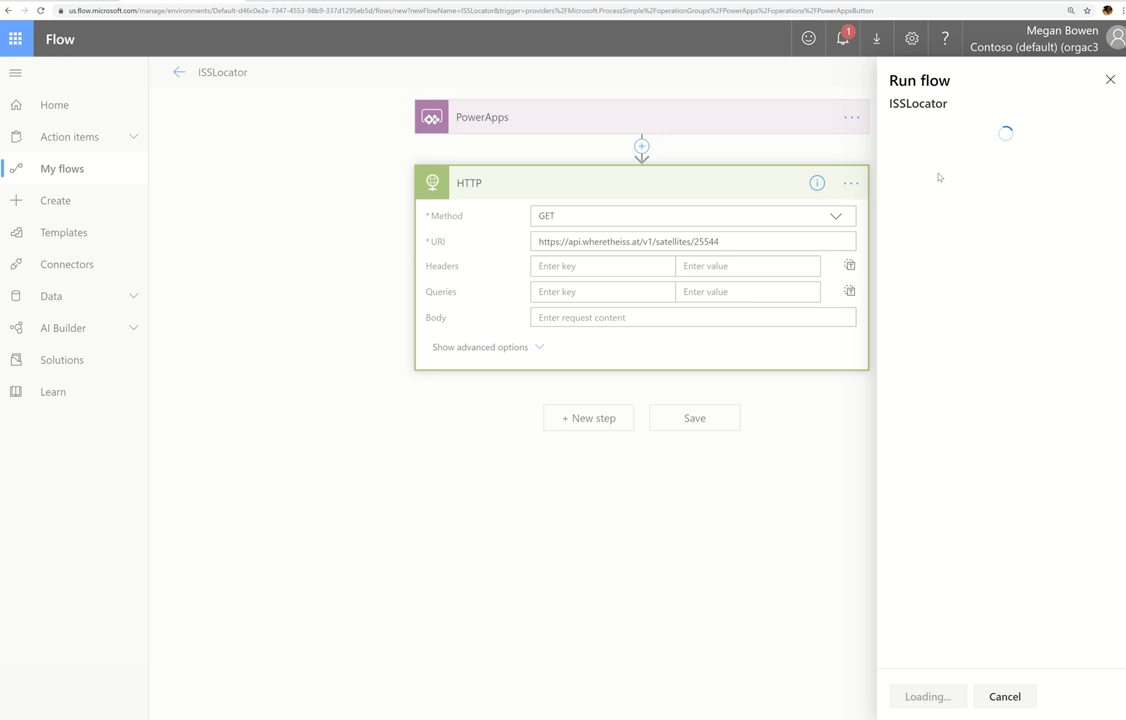 us.flow.microsoft.com/manage/environments/Default-d46c0e2e-7347-4553-98b9-337d1295eb5d/flows/new?newFlowName=ISSLocator&trigger=providers%2FMicrosoft.ProcessSimple%2FoperationGroups%2FPowerApps%2Foperations%2FPowerAppsButton
Flow
1
?
Megan Bowen
Contoso (default) (orgac3
ISSLocator
Run flow
ISSLocator
Home
Action items
My flows
Create
Templates
Connectors
Data
AI Builder
Solutions
Learn
PowerApps
...
HTTP
...
* Method
GET
* URI
https://api.wheretheiss.at/v1/satellites/25544
Headers
Enter key
Enter value
Queries
Enter key
Enter value
Body
Enter request content
Show advanced options
+ New step
Save
Loading...
Cancel